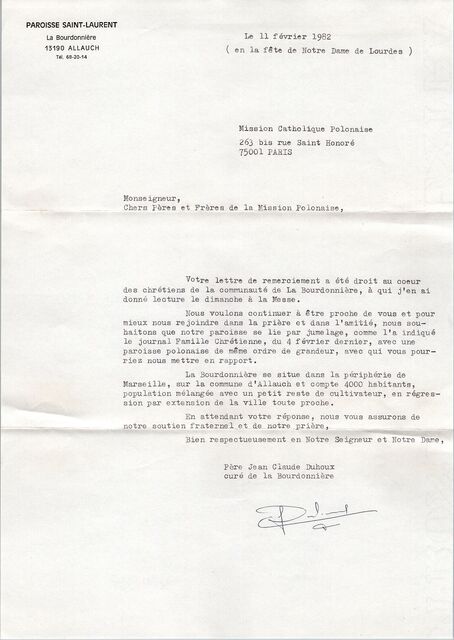 PAROISSE SAINT-LAURENT
La Bourdonnière
13190 ALLAUCH
Tél. 68-20-14
Le 11 février 1982
( en la fête de Notre Dame de Lourdes )
Mission Catholique Polonaise
263 bis rue Saint Honoré
75001 PARIS
Monseigneur,
Chers Pères et Frères de la Mission Polonaise,
Votre lettre de remerciement a été droit au coeur
des chrétiens de la communauté de La Bourdonnière, à qui j'en ai
donné lecture le dimanche à la Messe.
Nous voulons continuer à être proche de vous et pour
mieux nous rejoindre dans la prière et dans l'amitié, nous sou-
haitons que notre paroisse se lie par jumelage, comme l'a indiqué
le journal Famille Chrétienne, du 4 février dernier, avec une
paroisse polonaise de même ordre de grandeur, avec qui vous pour-
riez nous mettre en rapport.
La Bourdonnière se situe dans la périphérie de
Marseille, sur la commune d'Allauch et compte 4000 habitants,
population mélangée avec un petit reste de cultivateur, en régres-
sion par extension de la ville toute proche.
En attendant votre réponse, nous vous assurons de
notre soutien fraternel et de notre prière,
Bien respectueusement en Notre Seigneur et Notre Dame,
Père Jean Claude Duhoux
curé de la Bourdonnière